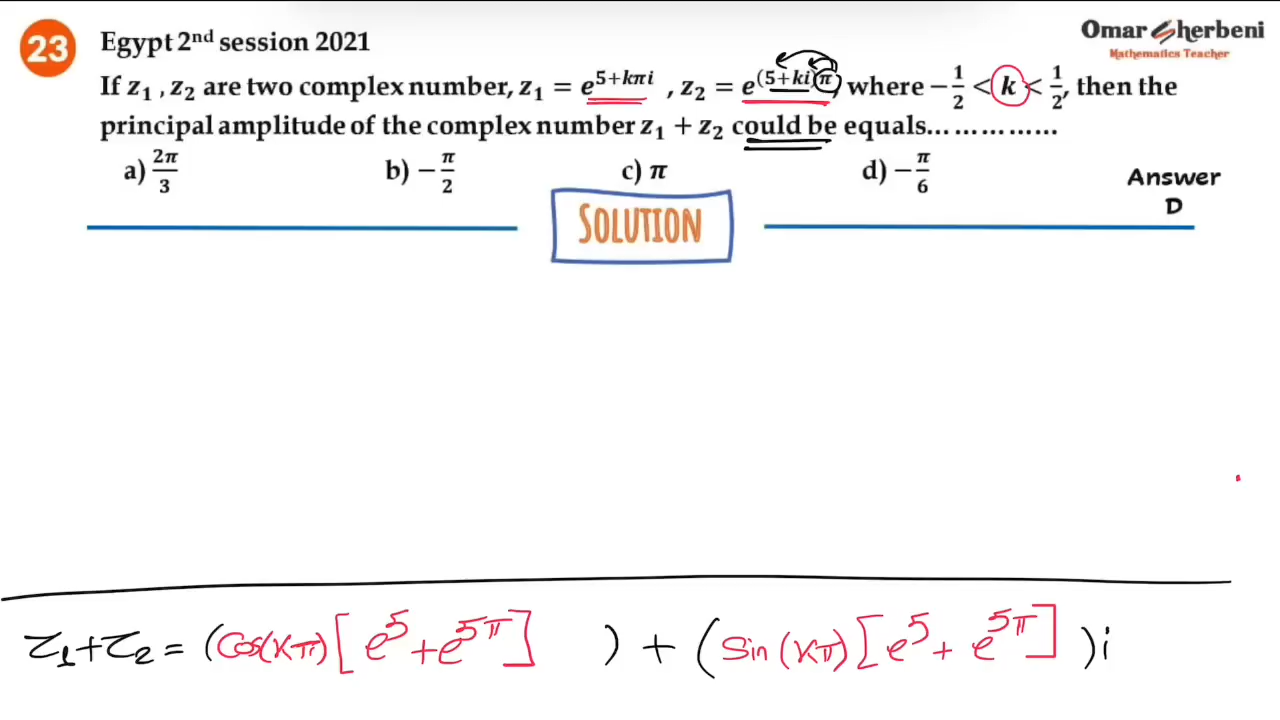 23 Egypt 2nd session 2021
Omar Sherbeni
Mathematics Teacher
If z₁ , z₂ are two complex number, z₁ = e^(5+kπi) , z₂ = e^((5+ki)(π)) where −1/2 < k < 1/2, then the
principal amplitude of the complex number z₁ + z₂ could be equals……………
a) 2π/3 b) −π/2 c) π d) −π/6
Answer
D
SOLUTION
z₁+z₂ = (Cos(kπ)[e⁵+e^(5π)] ) + (Sin(kπ)[e⁵+e^(5π)] )i